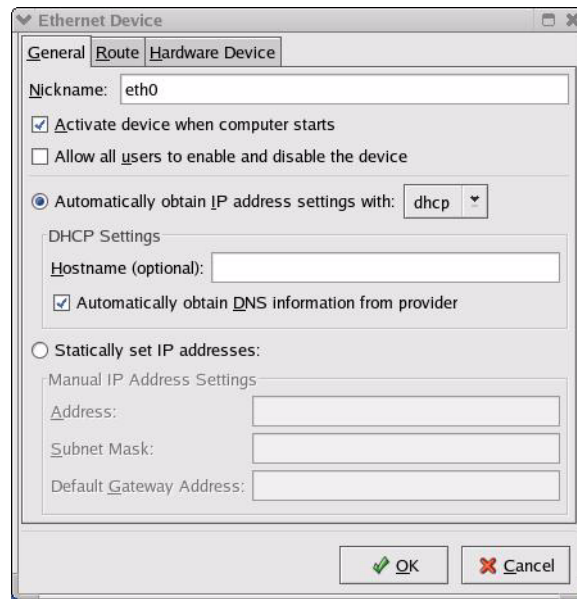 Ethernet Device
General Route Hardware Device
Nickname: eth0
Activate device when computer starts
Allow all users to enable and disable the device
Automatically obtain IP address settings with: dhcp
DHCP Settings
Hostname (optional):
Automatically obtain DNS information from provider
Statically set IP addresses:
Manual IP Address Settings
Address:
Subnet Mask:
Default Gateway Address:
OK Cancel